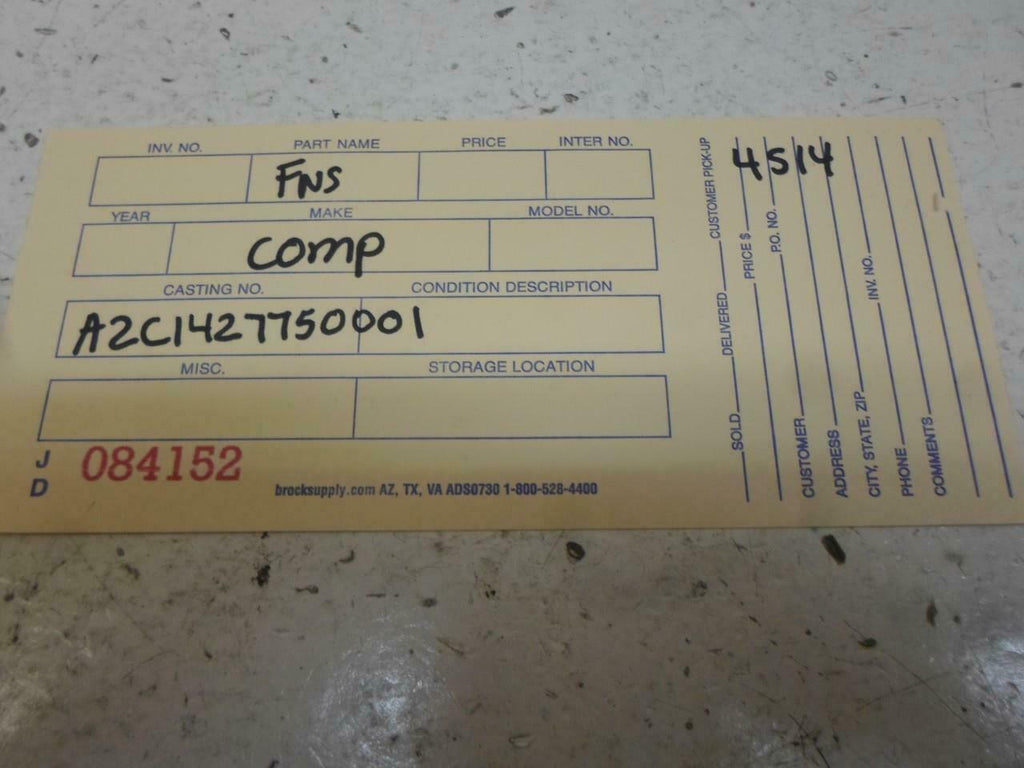 INV. NO. PART NAME PRICE INTER NO.
FNS
YEAR MAKE MODEL NO.
comp
CASTING NO. CONDITION DESCRIPTION
A2C1427750001
MISC. STORAGE LOCATION
J D 084152
brocksupply.com AZ, TX, VA ADS0730 1-800-528-4400
4514
SOLD DELIVERED CUSTOMER PICK-UP
PRICE $
P.O. NO.
CUSTOMER
ADDRESS
CITY, STATE, ZIP INV. NO.
PHONE
COMMENTS